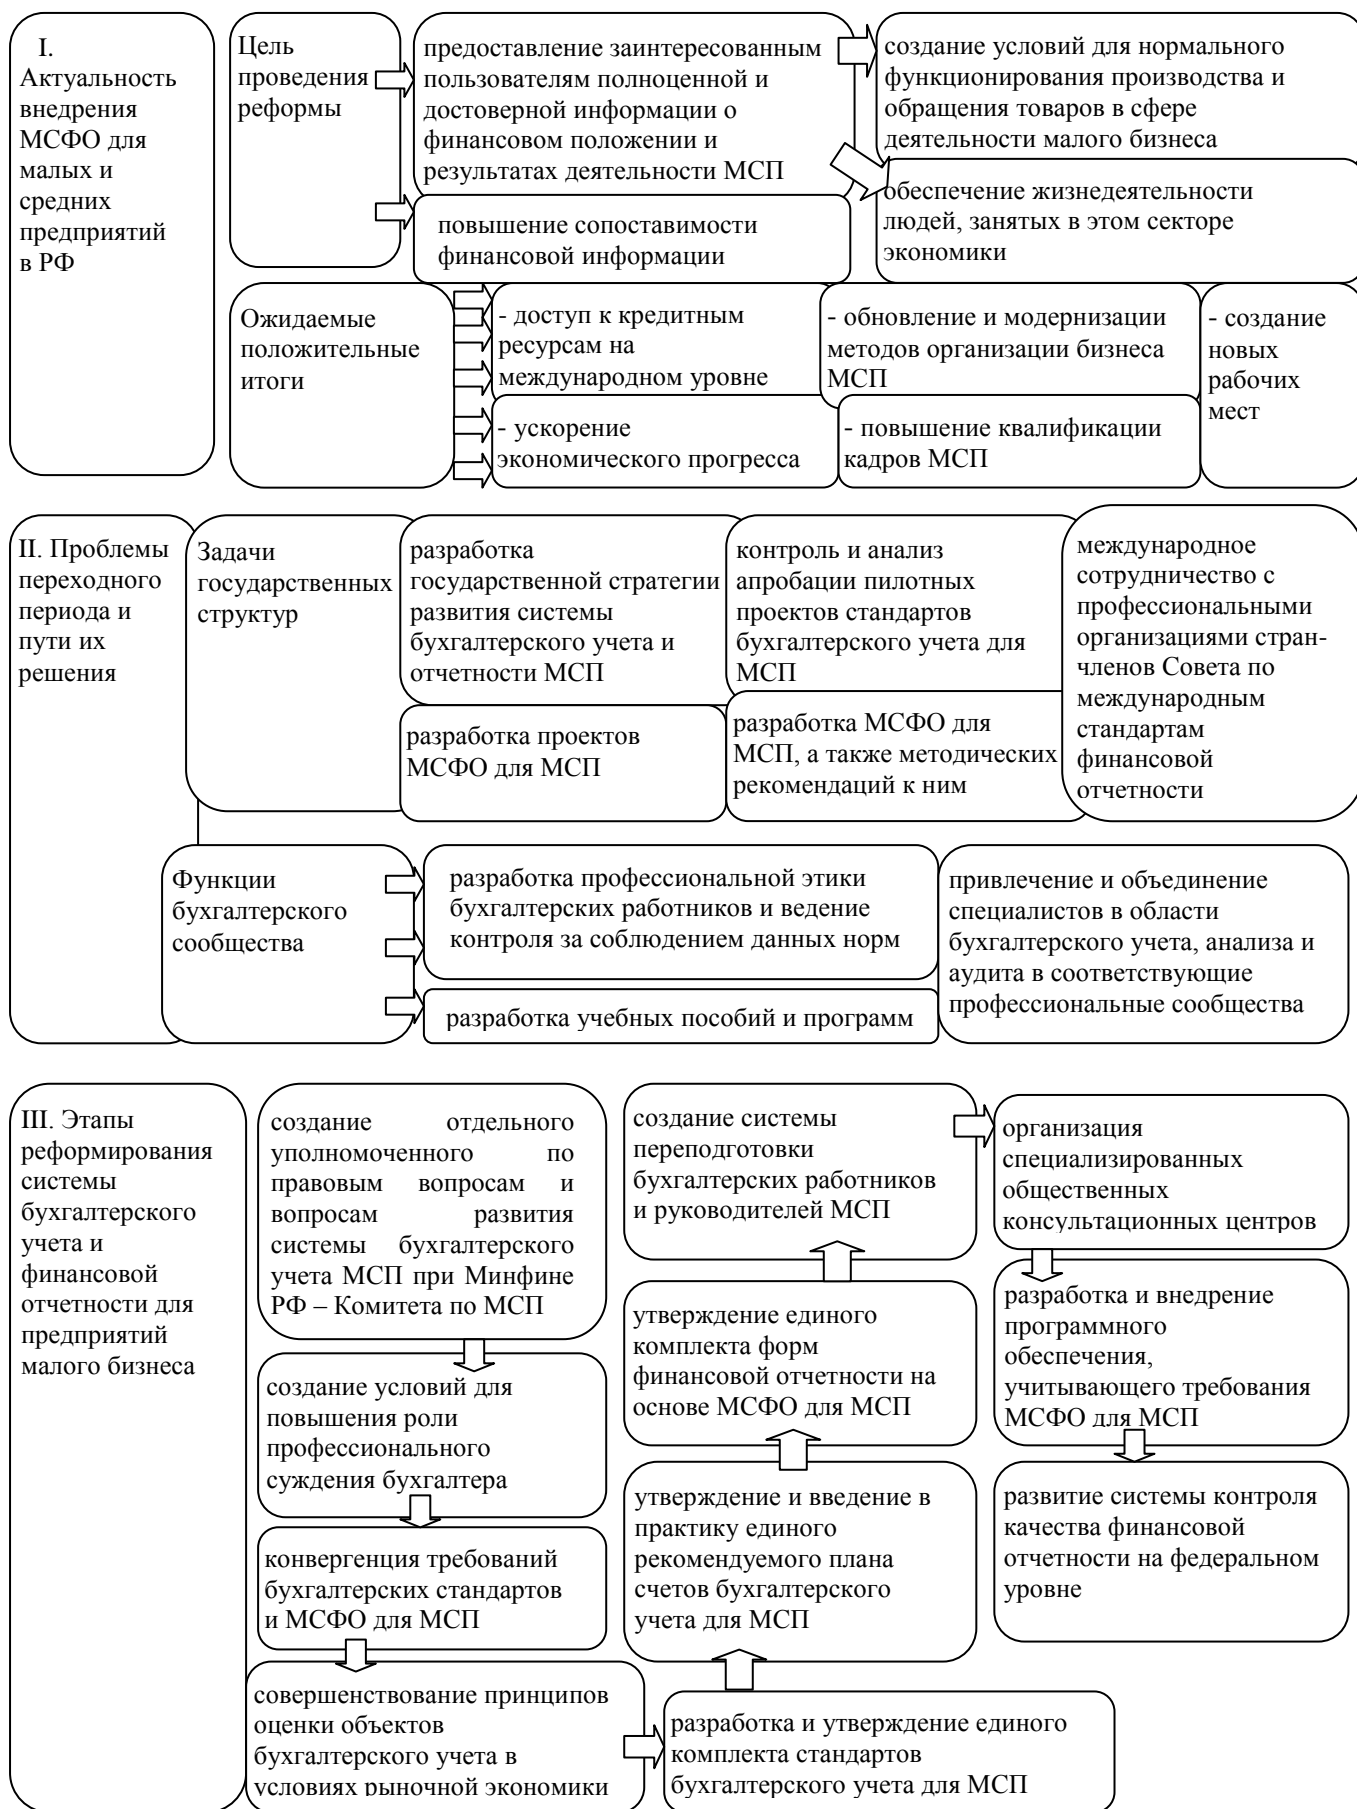 I.
Актуальность
внедрения
МСФО для
малых и
средних
предприятий
в РФ
Цель
проведения
реформы
предоставление заинтересованным
пользователям полноценной и
достоверной информации о
финансовом положении и
результатах деятельности МСП
создание условий для нормального
функционирования производства и
обращения товаров в сфере
деятельности малого бизнеса
повышение сопоставимости
финансовой информации
обеспечение жизнедеятельности
людей, занятых в этом секторе
экономики
Ожидаемые
положительные
итоги
- доступ к кредитным
ресурсам на
международном уровне
- обновление и модернизации
методов организации бизнеса
МСП
- создание
новых
рабочих
мест
- ускорение
экономического прогресса
- повышение квалификации
кадров МСП
II. Проблемы
переходного
периода и
пути их
решения
Задачи
государственных
структур
разработка
государственной стратегии
развития системы
бухгалтерского учета и
отчетности МСП
контроль и анализ
апробации пилотных
проектов стандартов
бухгалтерского учета для
МСП
международное
сотрудничество с
профессиональными
организациями стран-
членов Совета по
международным
стандартам
финансовой
отчетности
разработка проектов
МСФО для МСП
разработка МСФО для
МСП, а также методических
рекомендаций к ним
Функции
бухгалтерского
сообщества
разработка профессиональной этики
бухгалтерских работников и ведение
контроля за соблюдением данных норм
привлечение и объединение
специалистов в области
бухгалтерского учета, анализа и
аудита в соответствующие
профессиональные сообщества
разработка учебных пособий и программ
III. Этапы
реформирования
системы
бухгалтерского
учета и
финансовой
отчетности для
предприятий
малого бизнеса
создание отдельного
уполномоченного по
правовым вопросам и
вопросам развития
системы бухгалтерского
учета МСП при Минфине
РФ – Комитета по МСП
создание условий для
повышения роли
профессионального
суждения бухгалтера
конвергенция требований
бухгалтерских стандартов
и МСФО для МСП
совершенствование принципов
оценки объектов
бухгалтерского учета в
условиях рыночной экономики
разработка и утверждение единого
комплекта стандартов
бухгалтерского учета для МСП
утверждение и введение в
практику единого
рекомендуемого плана
счетов бухгалтерского
учета для МСП
утверждение единого
комплекта форм
финансовой отчетности на
основе МСФО для МСП
создание системы
переподготовки
бухгалтерских работников
и руководителей МСП
организация
специализированных
общественных
консультационных центров
разработка и внедрение
программного
обеспечения,
учитывающего требования
МСФО для МСП
развитие системы контроля
качества финансовой
отчетности на федеральном
уровне